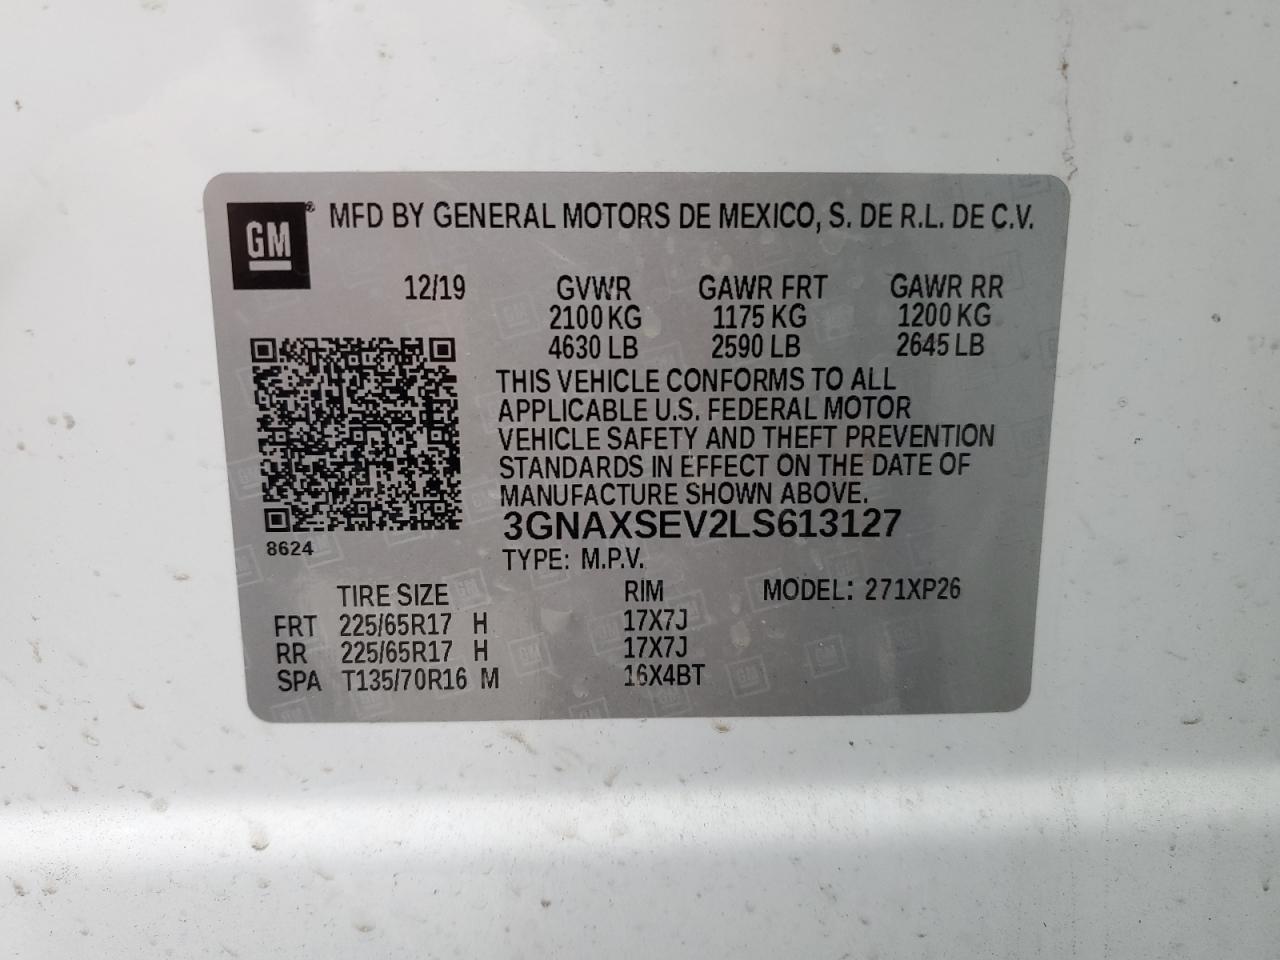 GM® MFD BY GENERAL MOTORS DE MEXICO, S. DE R.L. DE C.V.
12/19 GVWR GAWR FRT GAWR RR
2100 KG 1175 KG 1200 KG
4630 LB 2590 LB 2645 LB
THIS VEHICLE CONFORMS TO ALL
APPLICABLE U.S. FEDERAL MOTOR
VEHICLE SAFETY AND THEFT PREVENTION
STANDARDS IN EFFECT ON THE DATE OF
MANUFACTURE SHOWN ABOVE.
3GNAXSEV2LS613127
8624
TYPE: M.P.V.
TIRE SIZE RIM MODEL: 271XP26
FRT 225/65R17 H 17X7J
RR 225/65R17 H 17X7J
SPA T135/70R16 M 16X4BT